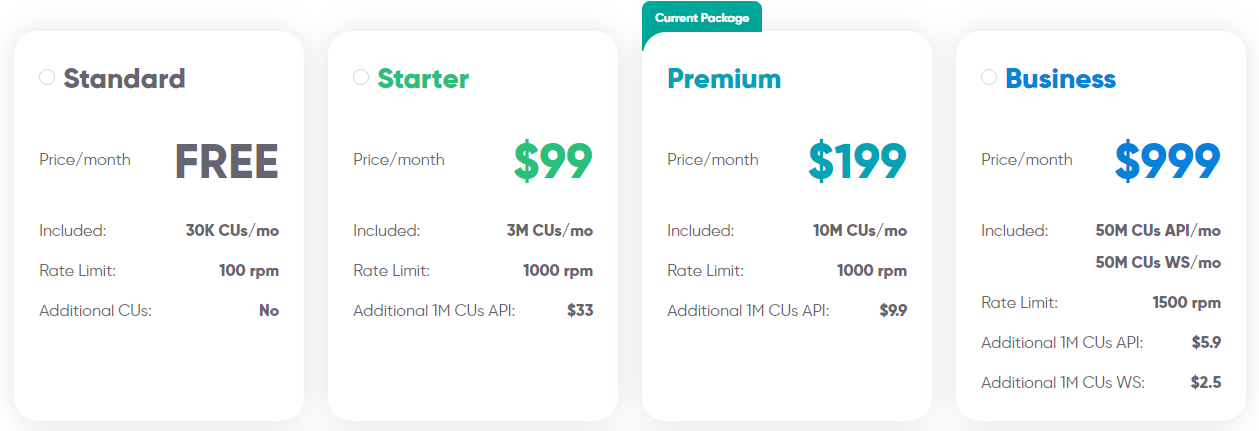 Current Package
Standard
Price/month FREE
Included: 30K CUs/mo
Rate Limit: 100 rpm
Additional CUs: No
Starter
Price/month $99
Included: 3M CUs/mo
Rate Limit: 1000 rpm
Additional 1M CUs API: $33
Premium
Price/month $199
Included: 10M CUs/mo
Rate Limit: 1000 rpm
Additional 1M CUs API: $9.9
Business
Price/month $999
Included: 50M CUs API/mo
50M CUs WS/mo
Rate Limit: 1500 rpm
Additional 1M CUs API: $5.9
Additional 1M CUs WS: $2.5